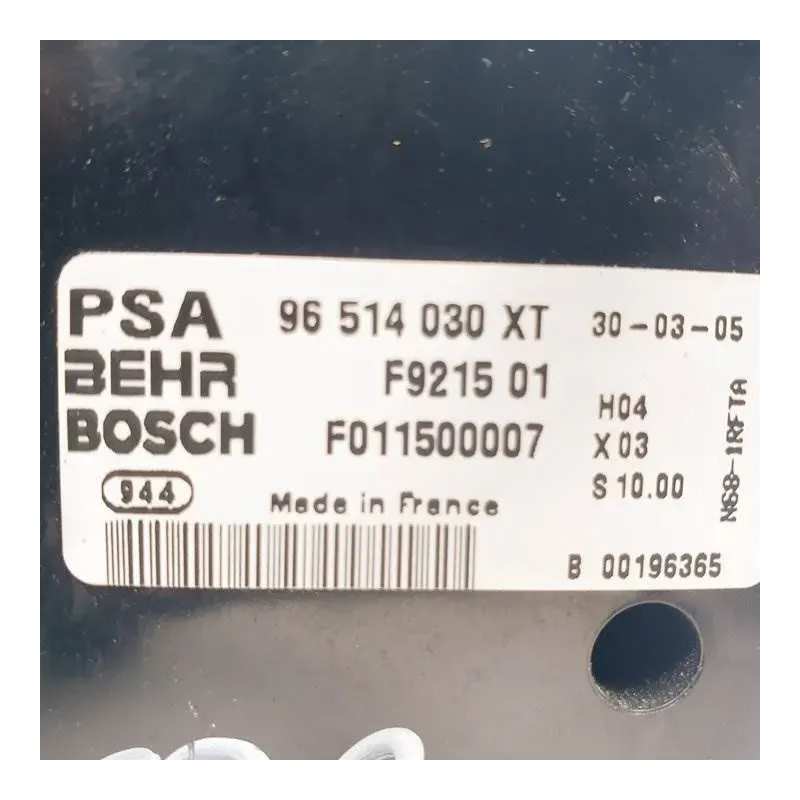 PSA 96 514 030 XT 30-03-05
BEHR F9215 01
BOSCH F011500007
H04
X 03
S 10.00
N68-1RFTA
944
Made in France
B 00196365